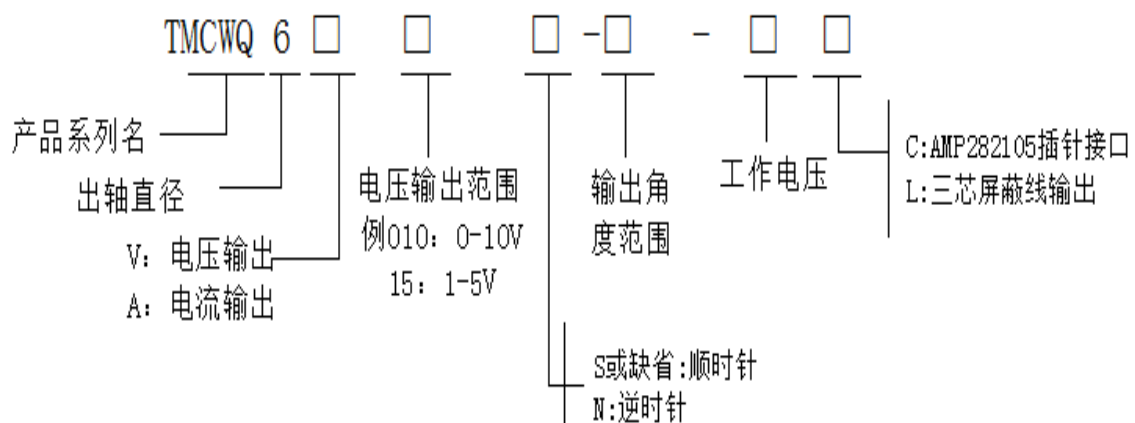 TMCWQ 6 □ □ □ -□ - □ □
产品系列名
出轴直径
V: 电压输出
A: 电流输出
电压输出范围
例010: 0-10V
15: 1-5V
S或缺省:顺时针
N:逆时针
输出角
度范围
工作电压
C:AMP282105插针接口
L:三芯屏蔽线输出